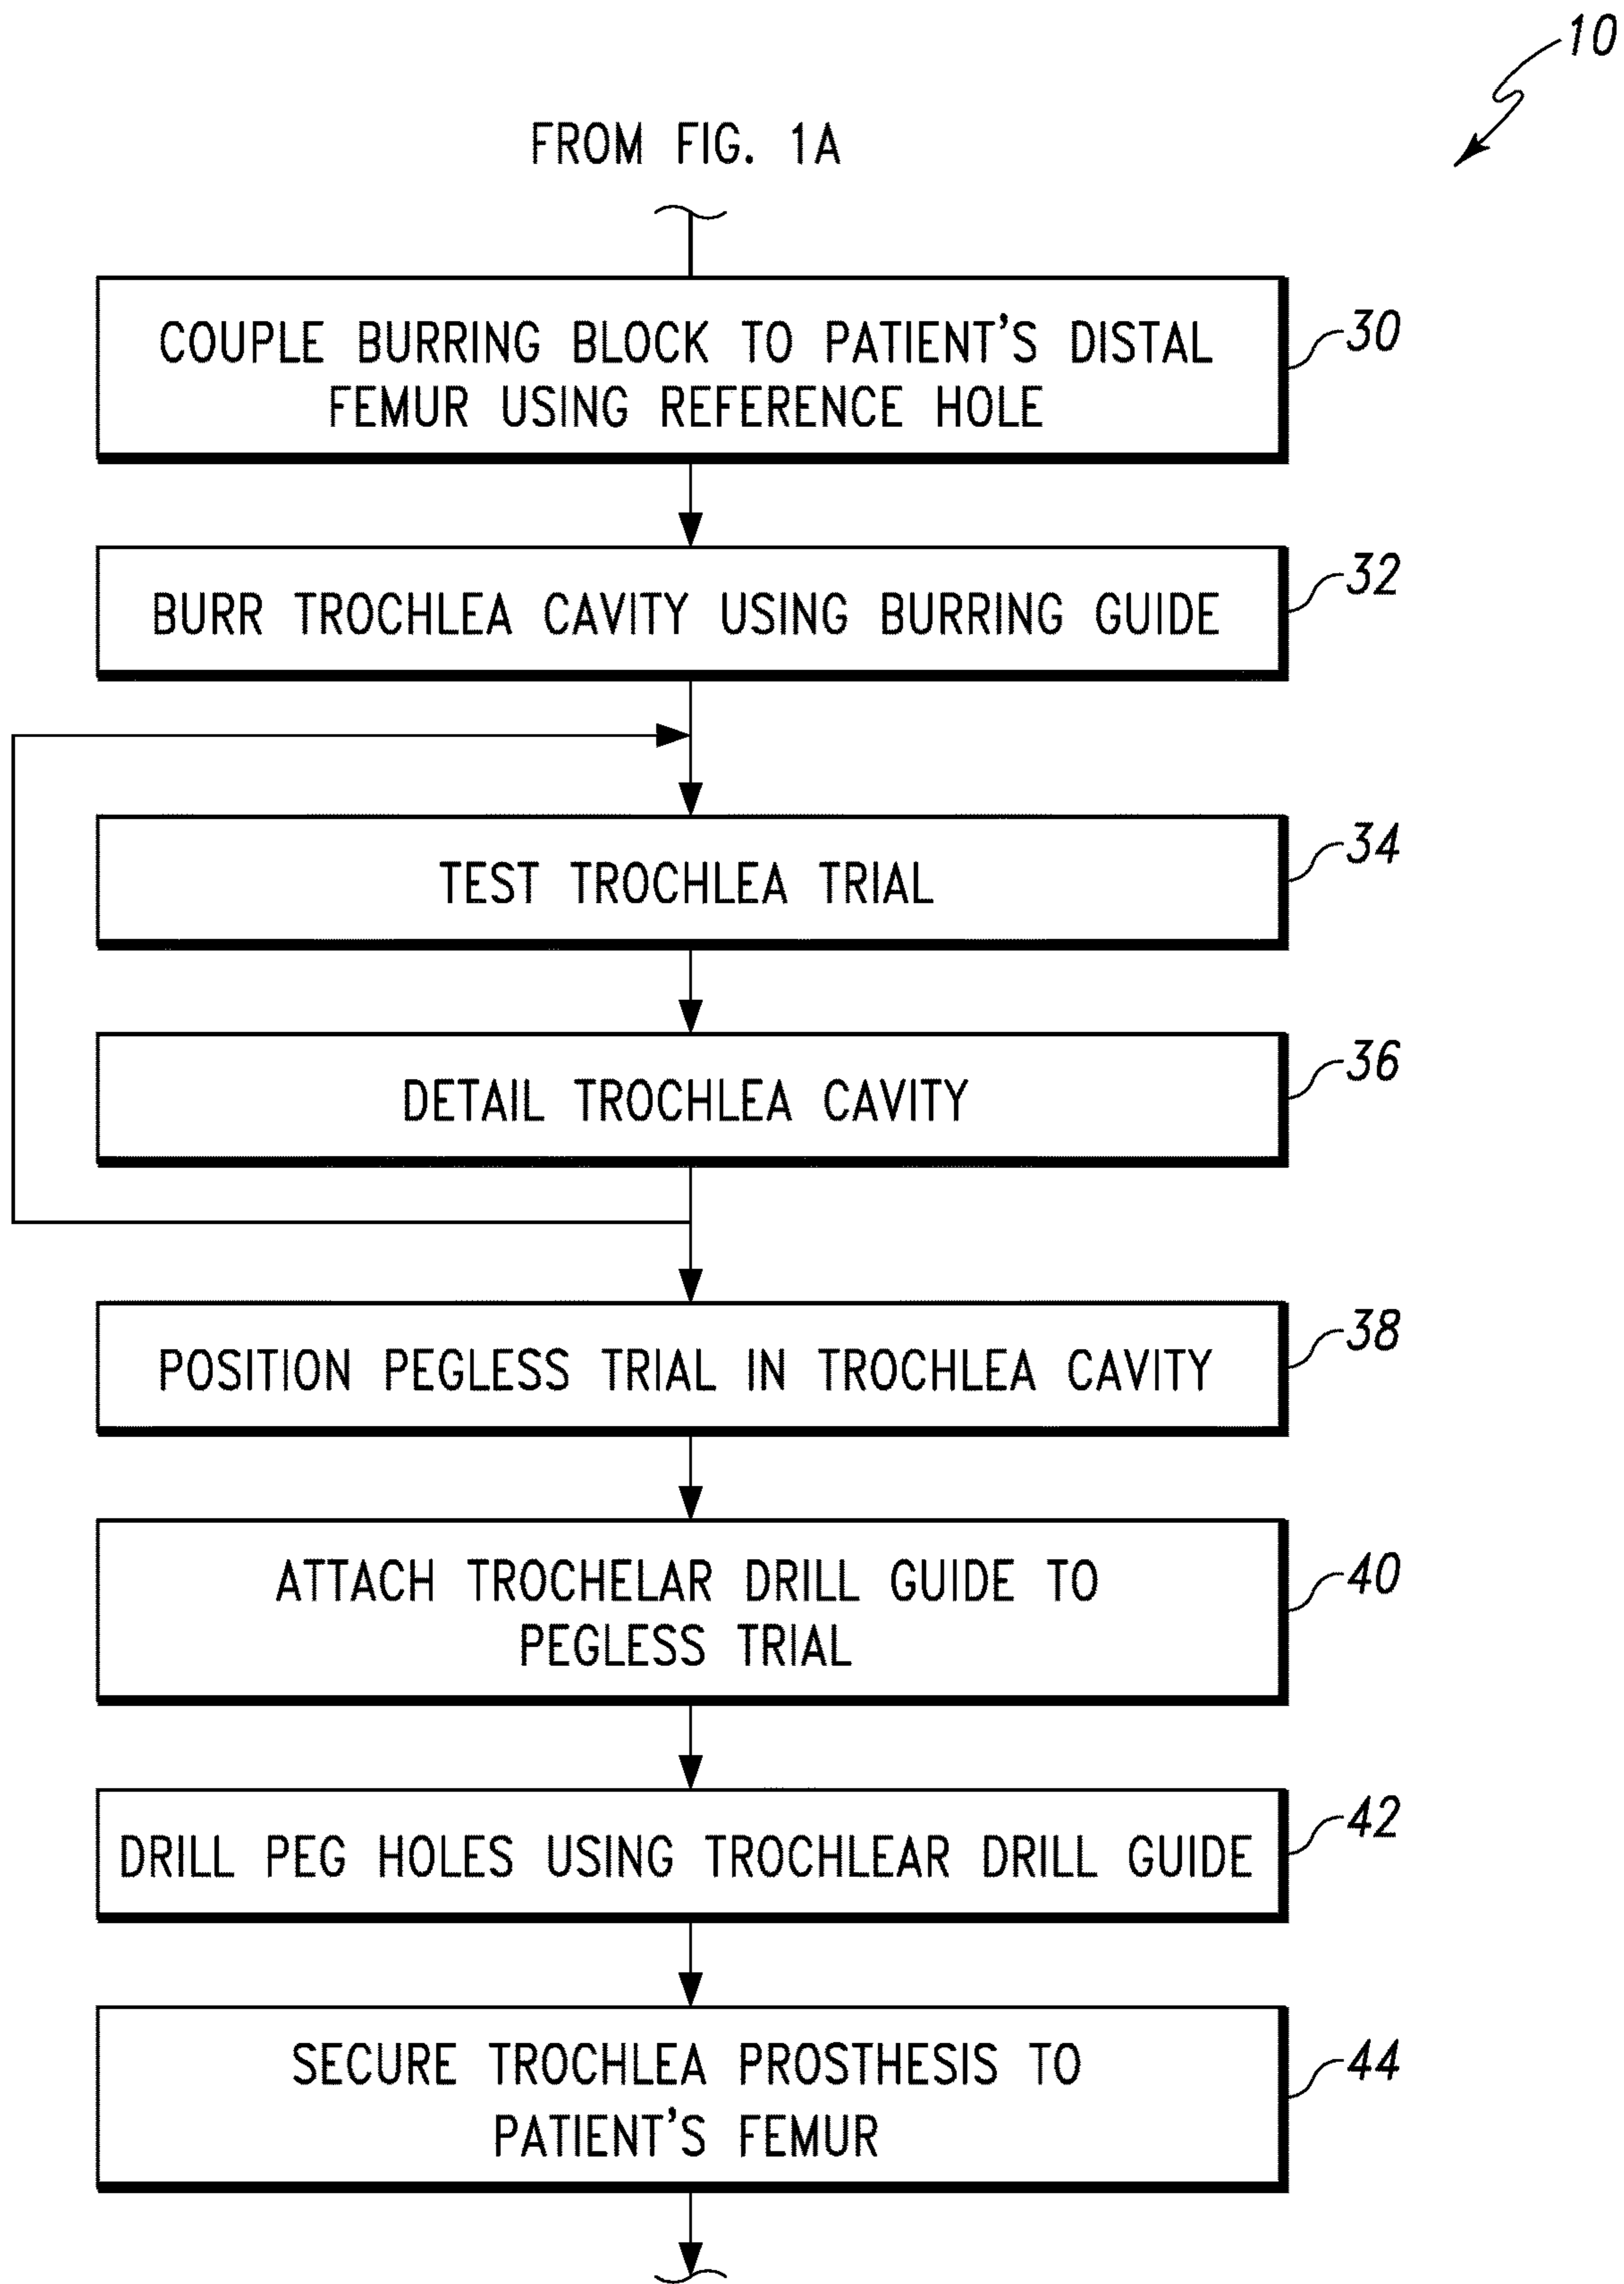 10
FROM FIG. 1A
COUPLE BURRING BLOCK TO PATIENT'S DISTAL
FEMUR USING REFERENCE HOLE
30
BURR TROCHLEA CAVITY USING BURRING GUIDE
32
TEST TROCHLEA TRIAL
34
DETAIL TROCHLEA CAVITY
36
POSITION PEGLESS TRIAL IN TROCHLEA CAVITY
38
ATTACH TROCHELAR DRILL GUIDE TO
PEGLESS TRIAL
40
DRILL PEG HOLES USING TROCHLEAR DRILL GUIDE
42
SECURE TROCHLEA PROSTHESIS TO
PATIENT'S FEMUR
44